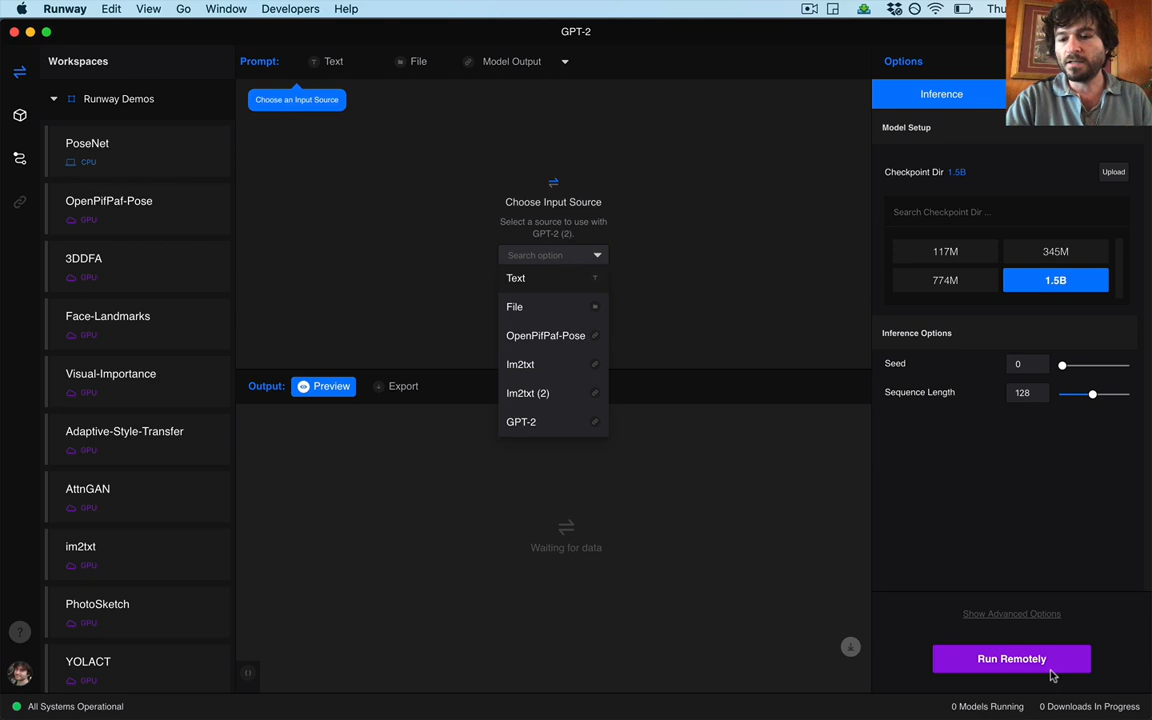 Runway Edit View Go Window Developers Help
Thu
GPT-2
Workspaces
Runway Demos
PoseNet
CPU
OpenPifPaf-Pose
GPU
3DDFA
GPU
Face-Landmarks
GPU
Visual-Importance
GPU
Adaptive-Style-Transfer
GPU
AttnGAN
GPU
im2txt
GPU
PhotoSketch
GPU
YOLACT
GPU
Prompt: Text File Model Output
Choose an Input Source
Choose Input Source
Select a source to use with
GPT-2 (2).
Search option
Text
File
OpenPifPaf-Pose
Im2txt
Im2txt (2)
GPT-2
Output: Preview Export
Waiting for data
Options
Inference
Model Setup
Checkpoint Dir 1.5B Upload
Search Checkpoint Dir ...
117M 345M
774M 1.5B
Inference Options
Seed 0
Sequence Length 128
Show Advanced Options
Run Remotely
All Systems Operational
0 Models Running 0 Downloads In Progress